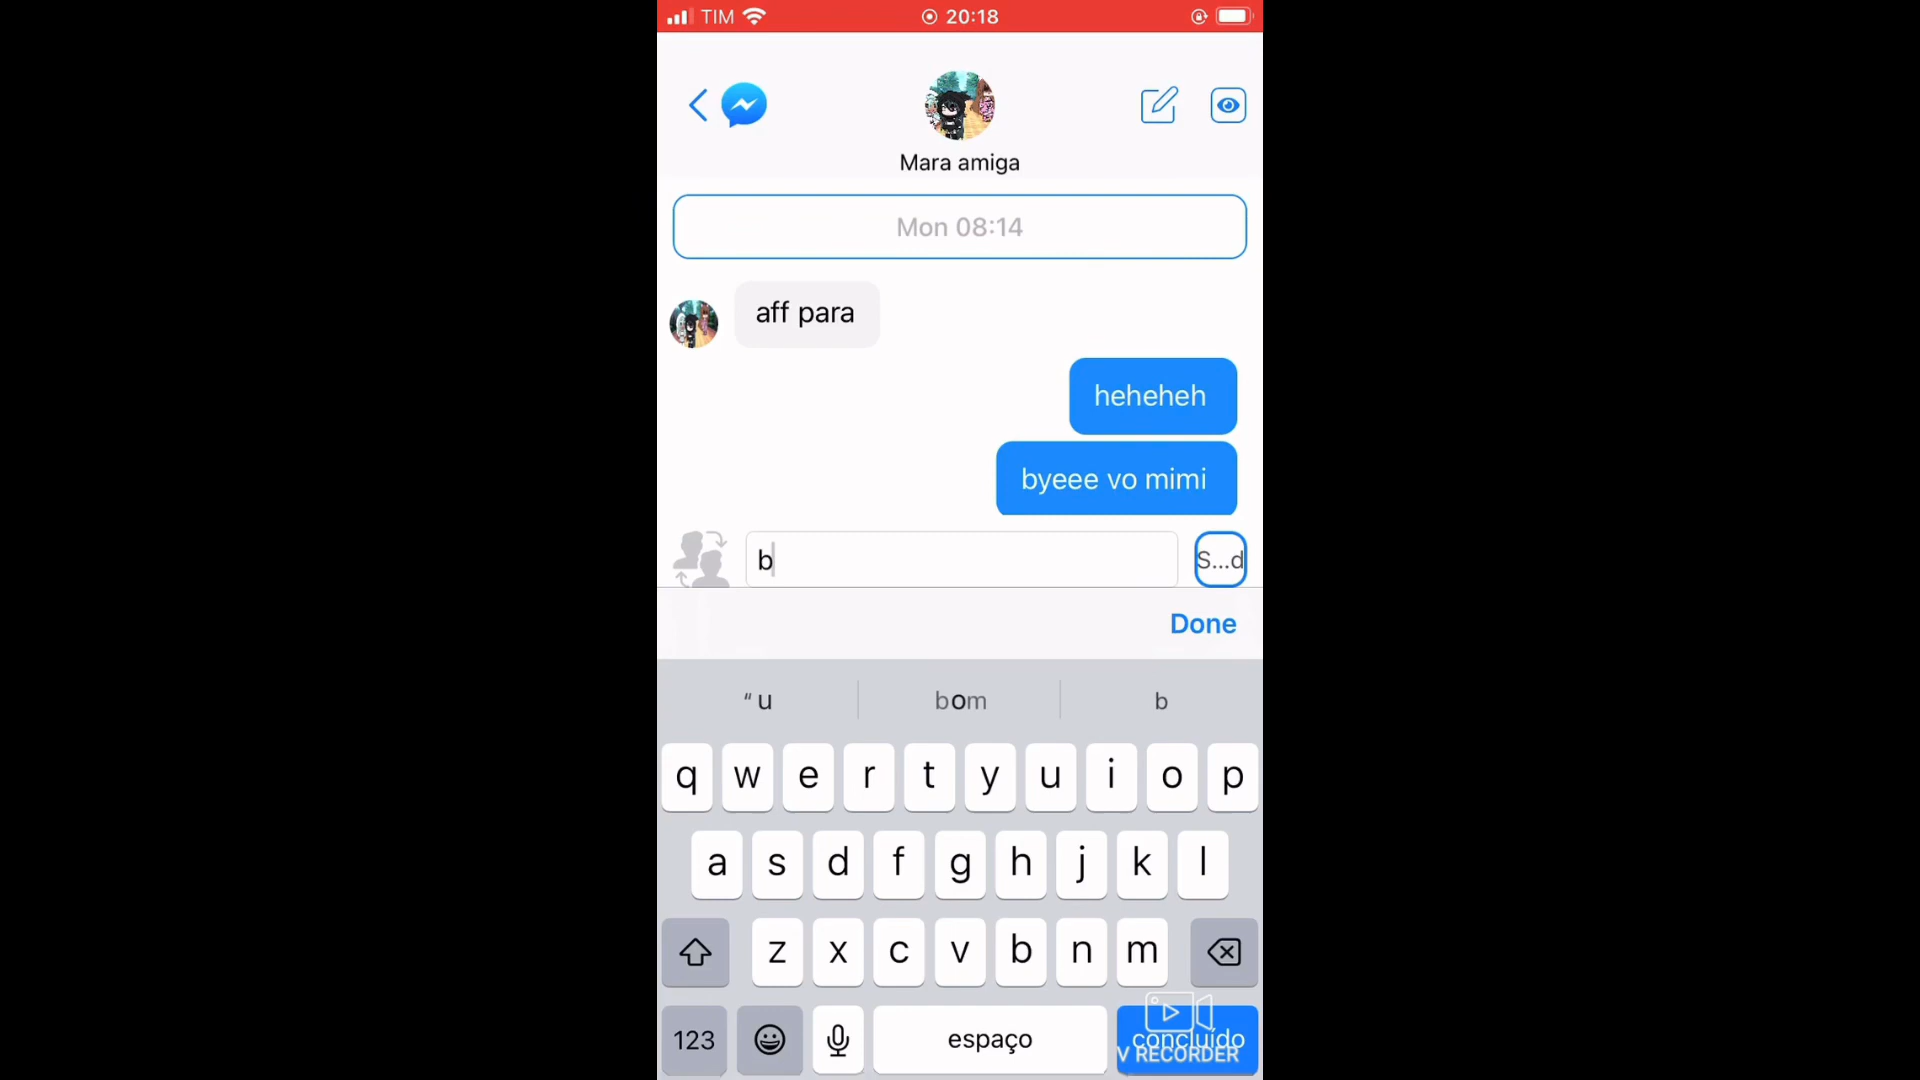 TIM 20:18
Mara amiga
Mon 08:14
aff para
heheheh
byeee vo mimi
b
S...d
Done
“ u bom b
q w e r t y u i o p
a s d f g h j k l
z x c v b n m
123 espaço concluído
V RECORDER